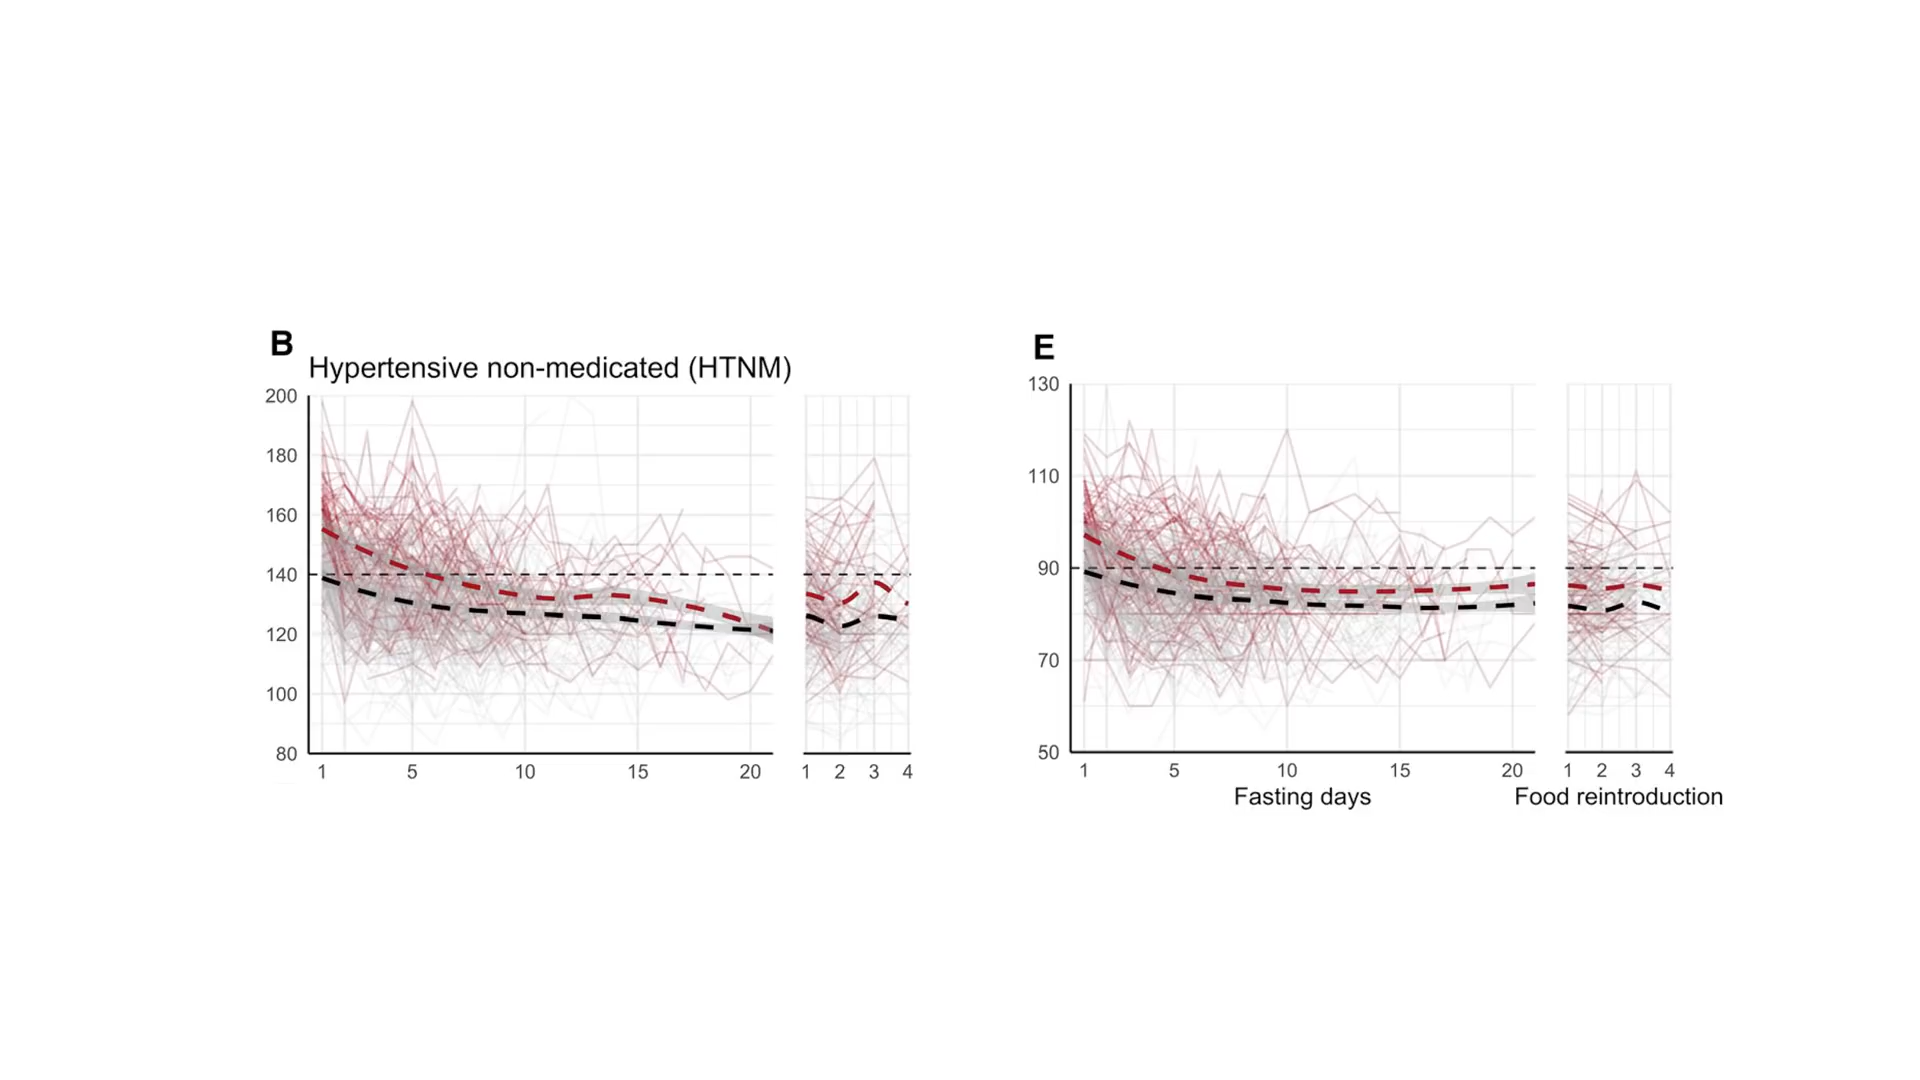 B
Hypertensive non-medicated (HTNM)
200
180
160
140
120
100
80
1 5 10 15 20 1 2 3 4
E
130
110
90
70
50
1 5 10 15 20 1 2 3 4
Fasting days Food reintroduction